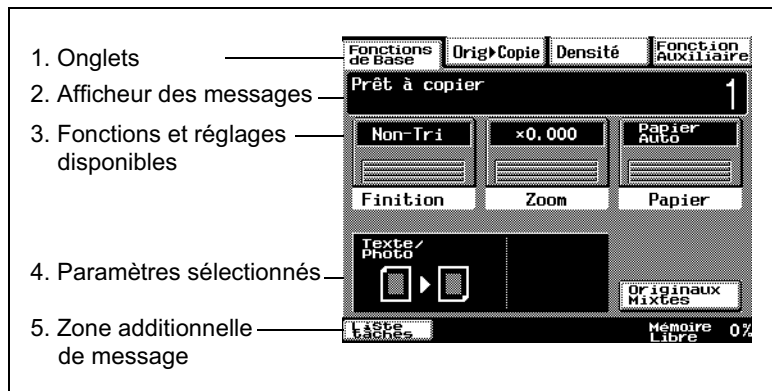 1. Onglets
2. Afficheur des messages
3. Fonctions et réglages
disponibles
4. Paramètres sélectionnés
5. Zone additionnelle
de message
Fonctions
de Base
Orig▶Copie
Densité
Fonction
Auxiliaire
Prêt à copier
1
Non-Tri
×0.000
Papier
Auto
Finition
Zoom
Papier
Texte/
Photo
Originaux
Mixtes
Liste
tâches
Mémoire
Libre
0%